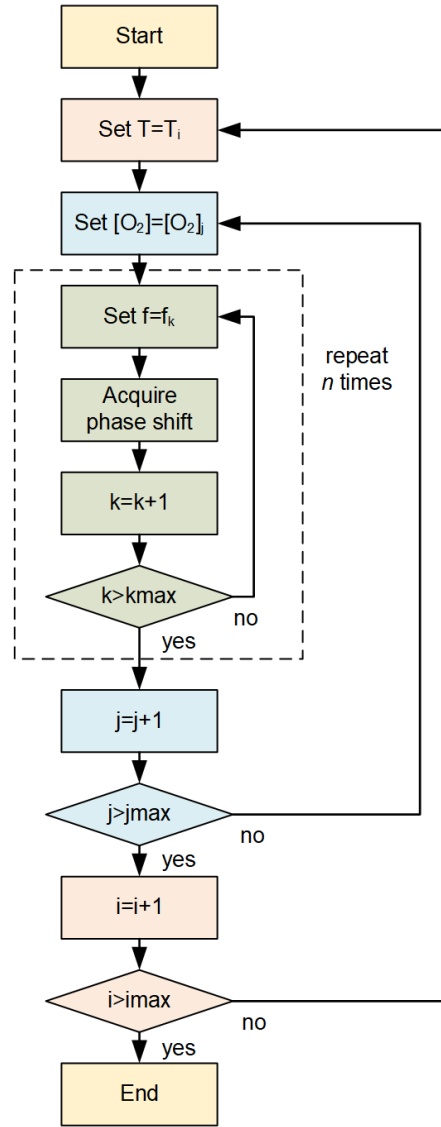 Start
Set T=Tᵢ
Set [O₂]=[O₂]ⱼ
Set f=fₖ
repeat
n times
Acquire
phase shift
k=k+1
k>kmax
no
yes
j=j+1
j>jmax
no
yes
i=i+1
i>imax
no
yes
End